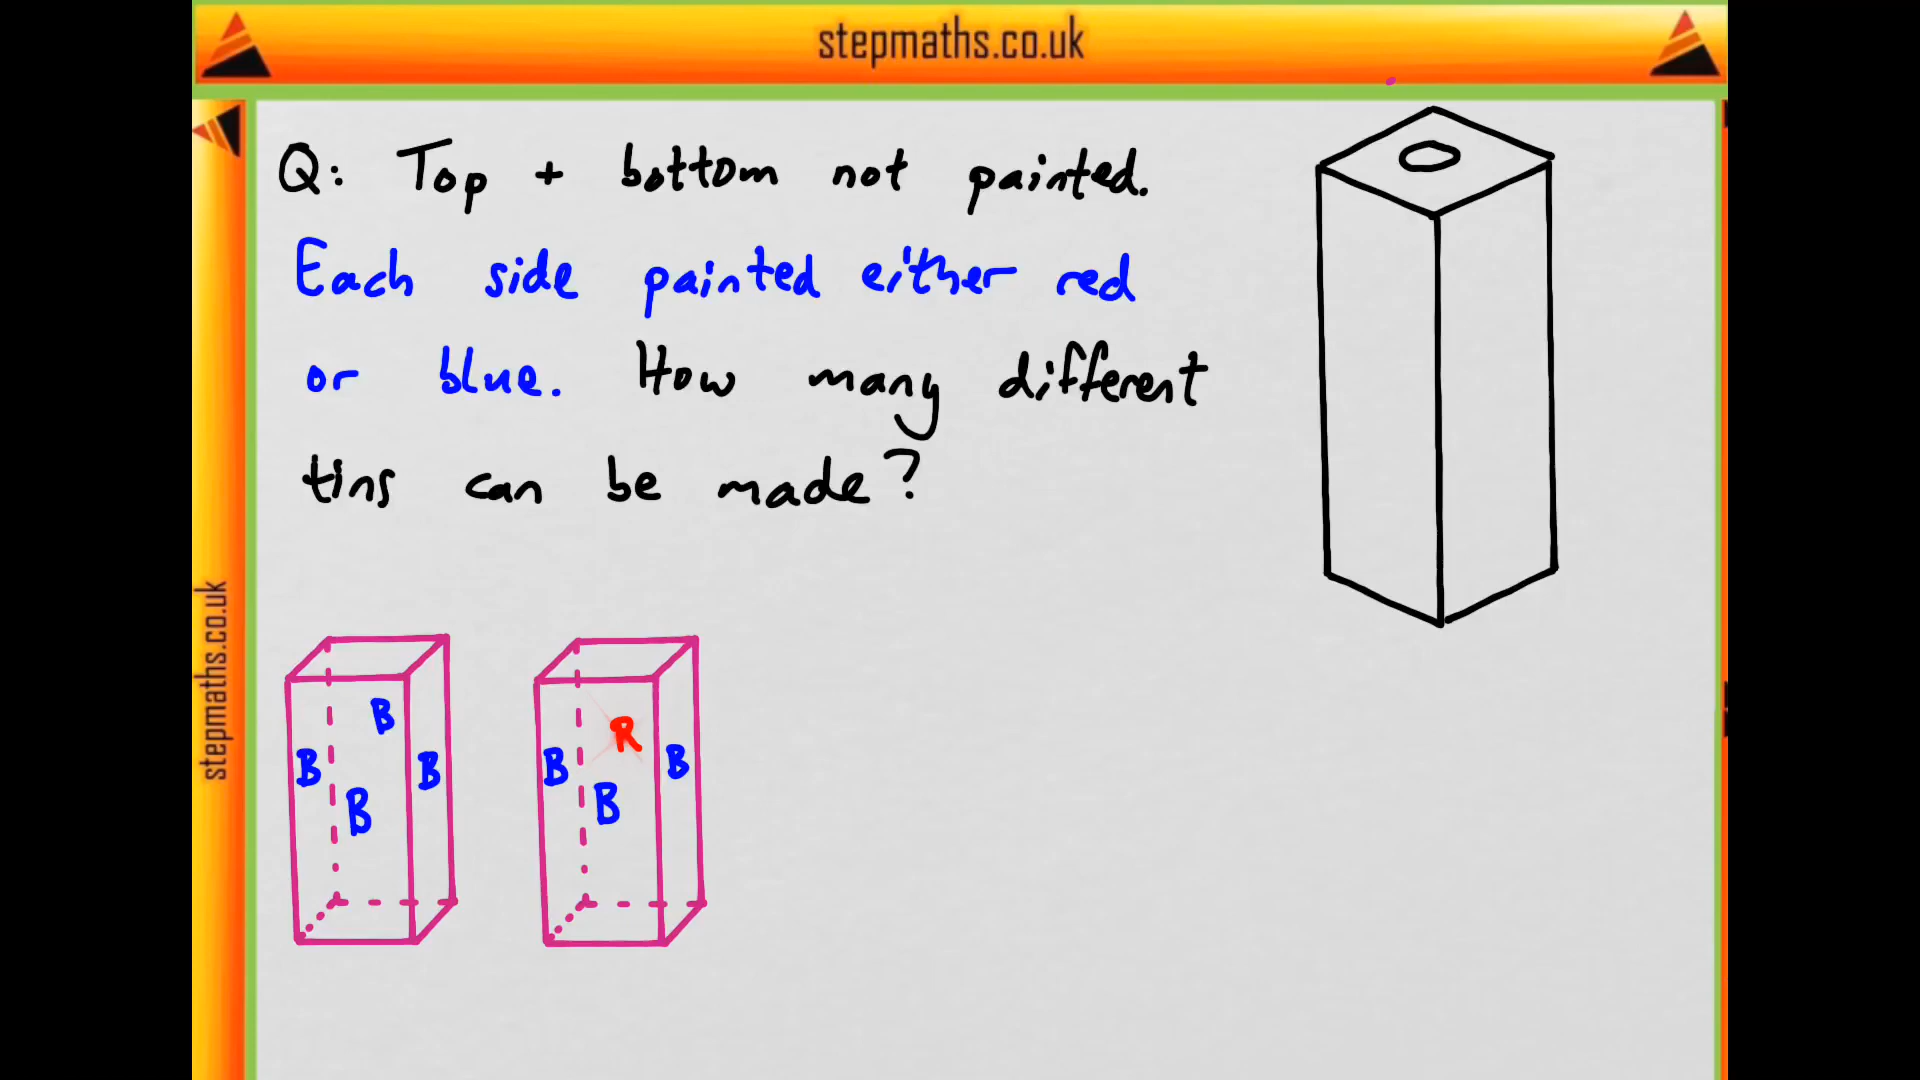 stepmaths.co.uk
stepmaths.co.uk
Q: Top + bottom not painted.
Each side painted either red
or blue. How many different
tins can be made?
B
B
B
B
R
B
B
B